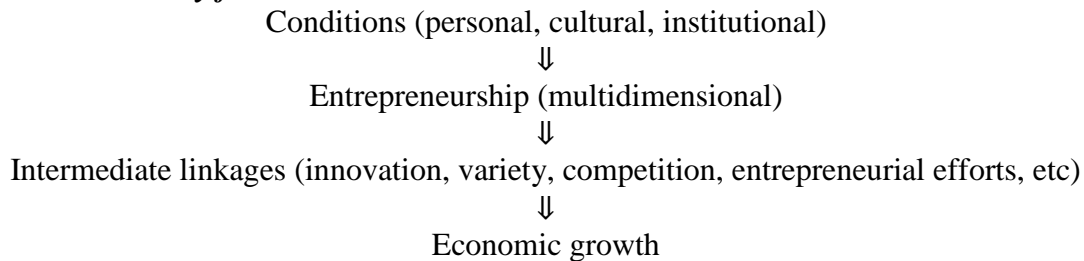 Conditions (personal, cultural, institutional)
⇓
Entrepreneurship (multidimensional)
⇓
Intermediate linkages (innovation, variety, competition, entrepreneurial efforts, etc)
⇓
Economic growth